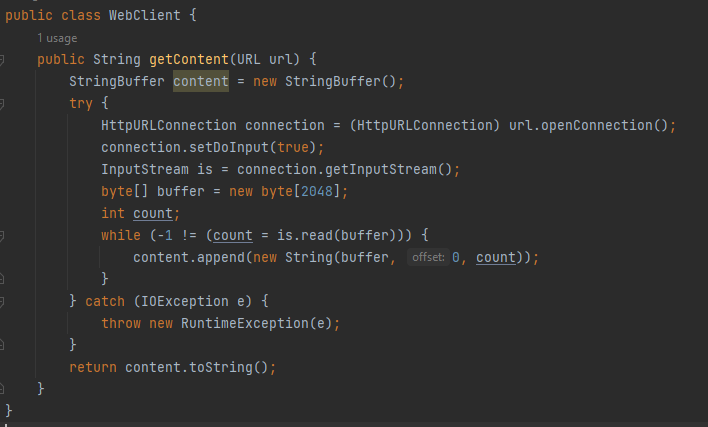 public class WebClient {
1 usage
public String getContent(URL url) {
StringBuffer content = new StringBuffer();
try {
HttpURLConnection connection = (HttpURLConnection) url.openConnection();
connection.setDoInput(true);
InputStream is = connection.getInputStream();
byte[] buffer = new byte[2048];
int count;
while (-1 != (count = is.read(buffer))) {
content.append(new String(buffer, offset: 0, count));
}
} catch (IOException e) {
throw new RuntimeException(e);
}
return content.toString();
}
}